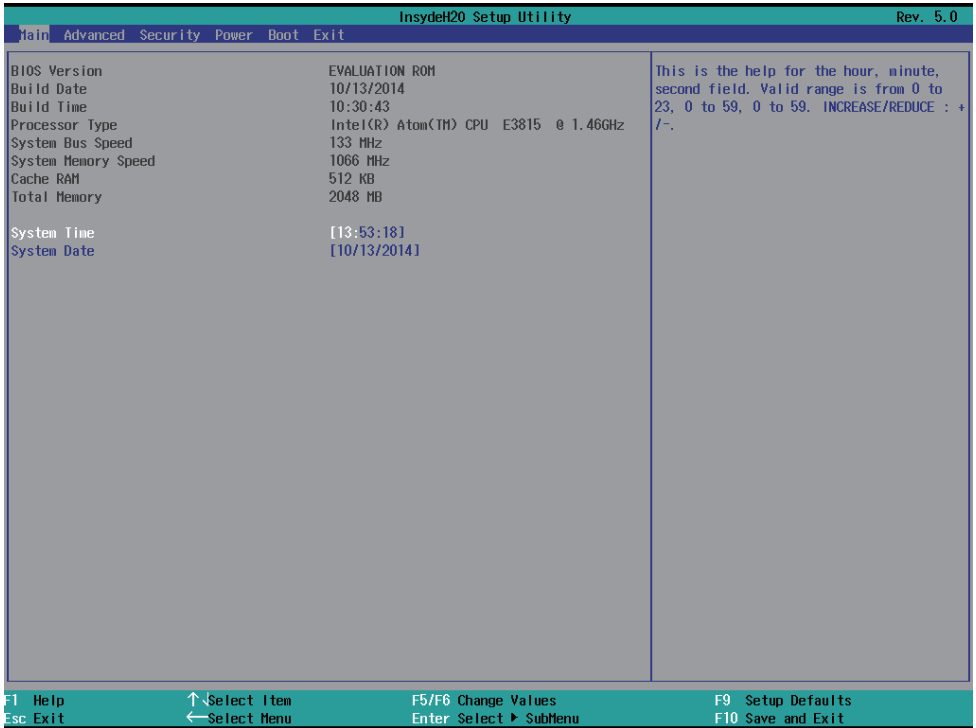 InsydeH2O Setup Utility Rev. 5.0
Main Advanced Security Power Boot Exit
BIOS Version EVALUATION ROM
Build Date 10/13/2014
Build Time 10:30:43
Processor Type Intel(R) Atom(TM) CPU E3815 @ 1.46GHz
System Bus Speed 133 MHz
System Memory Speed 1066 MHz
Cache RAM 512 KB
Total Memory 2048 MB
System Time [13:53:18]
System Date [10/13/2014]
This is the help for the hour, minute,
second field. Valid range is from 0 to
23, 0 to 59, 0 to 59. INCREASE/REDUCE : +
/-.
F1 Help ↑↓Select Item F5/F6 Change Values F9 Setup Defaults
Esc Exit ←Select Menu Enter Select ▶ SubMenu F10 Save and Exit